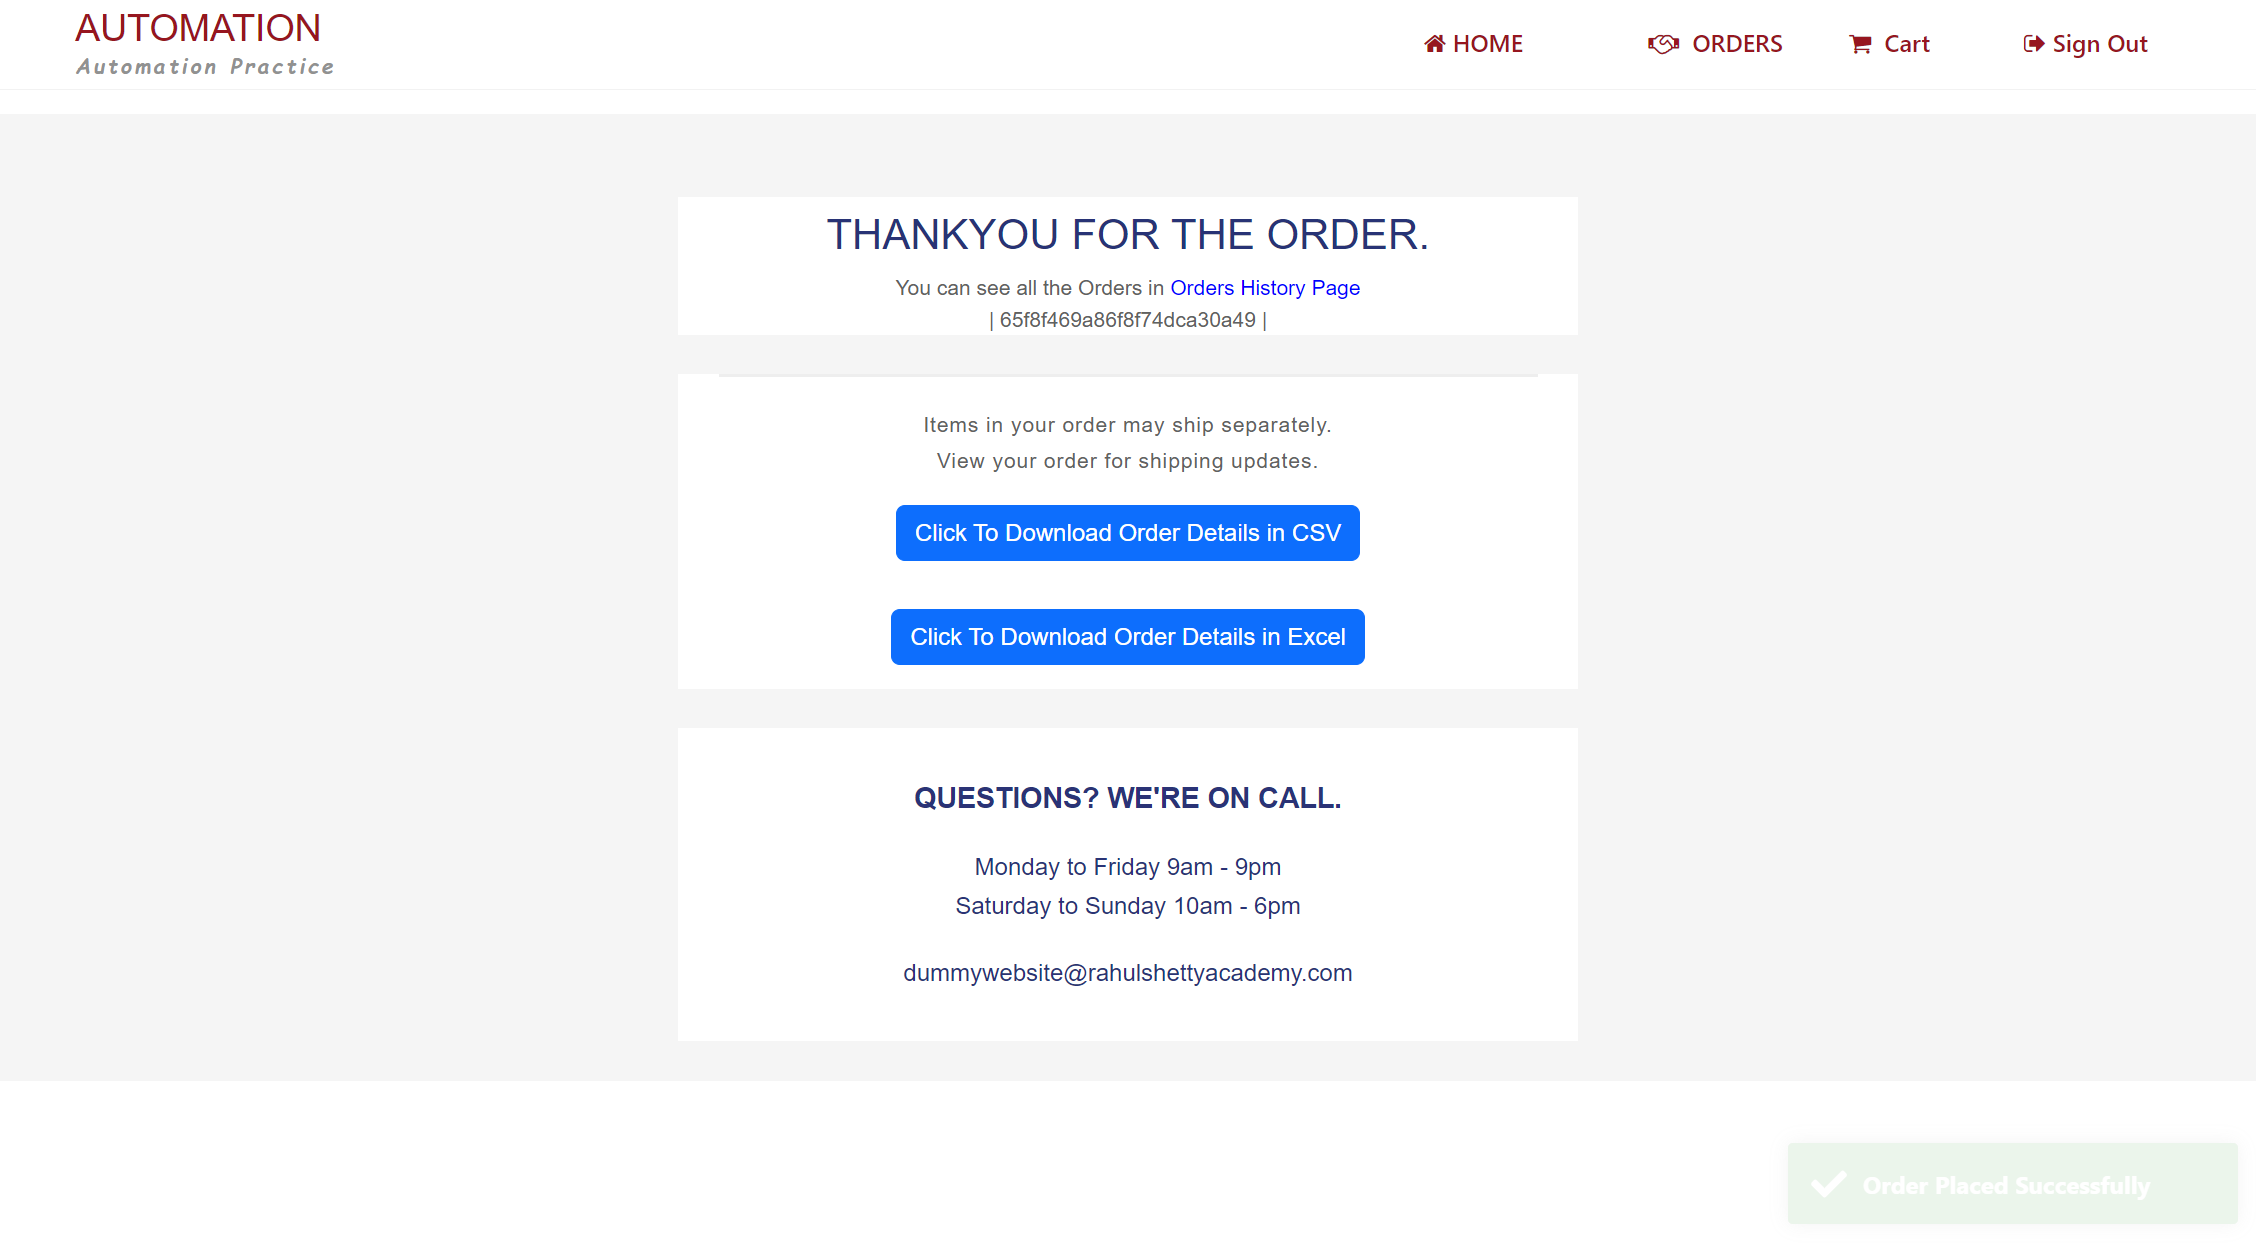 AUTOMATION
Automation Practice
HOME
ORDERS
Cart
Sign Out
THANKYOU FOR THE ORDER.
You can see all the Orders in Orders History Page
| 65f8f469a86f8f74dca30a49 |
Items in your order may ship separately.
View your order for shipping updates.
Click To Download Order Details in CSV
Click To Download Order Details in Excel
QUESTIONS? WE'RE ON CALL.
Monday to Friday 9am - 9pm
Saturday to Sunday 10am - 6pm
dummywebsite@rahulshettyacademy.com
Order Placed Successfully